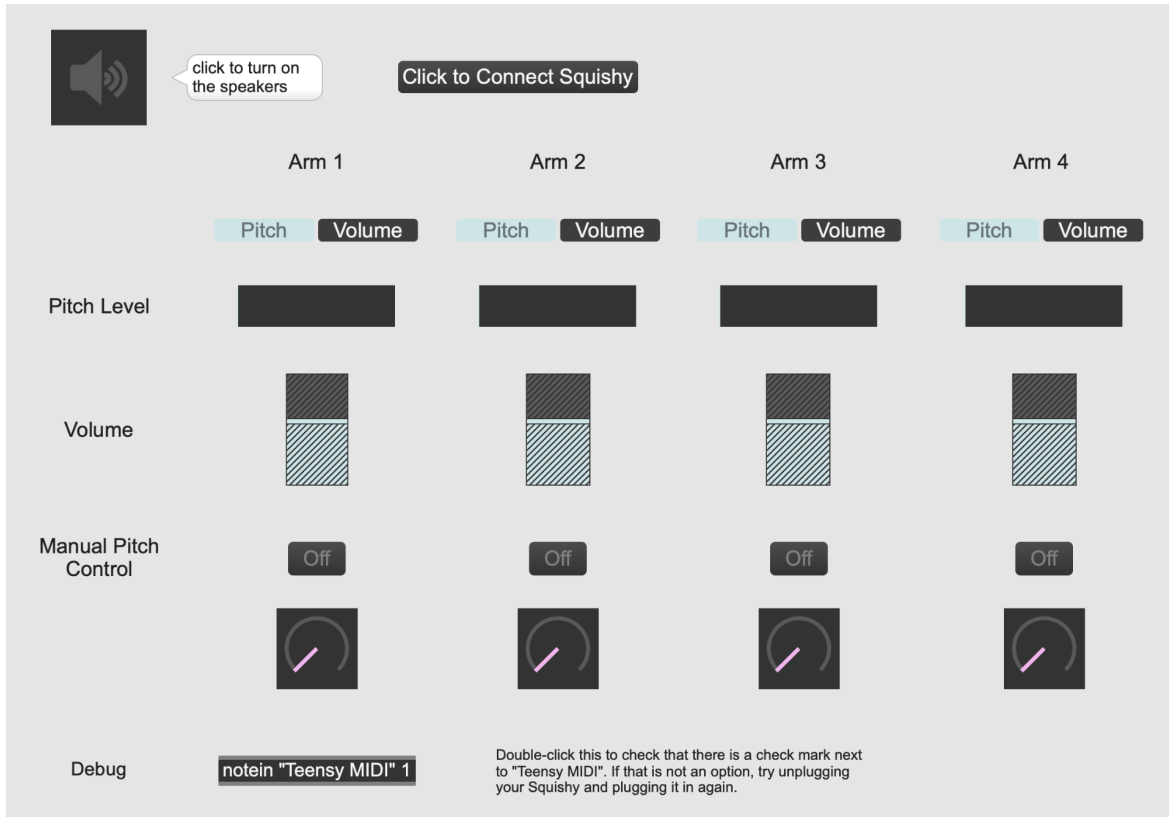 click to turn on
the speakers
Click to Connect Squishy
Arm 1 Arm 2 Arm 3 Arm 4
Pitch Volume Pitch Volume Pitch Volume Pitch Volume
Pitch Level
Volume
Manual Pitch
Control
Off Off Off Off
Debug
notein "Teensy MIDI" 1
Double-click this to check that there is a check mark next
to "Teensy MIDI". If that is not an option, try unplugging
your Squishy and plugging it in again.